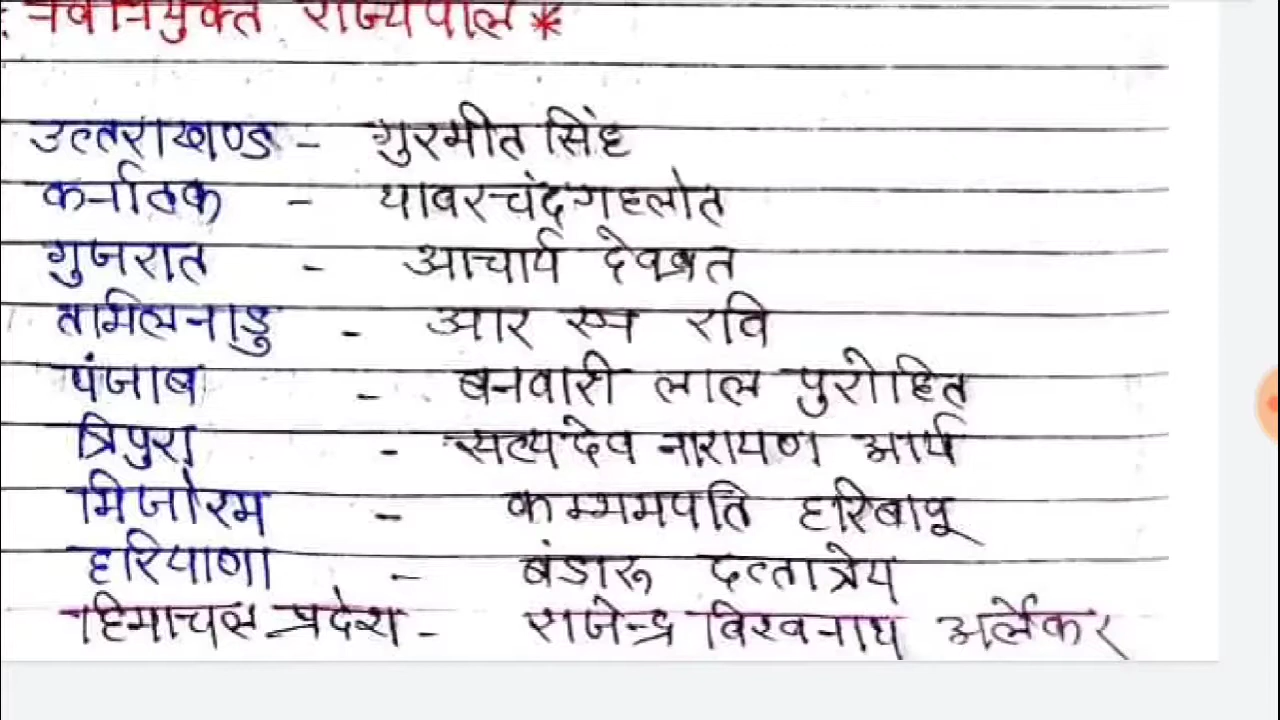 नवनियुक्त राज्यपाल *
उत्तराखण्ड - गुरमीत सिंह
कर्नाटक - थावरचंद गहलोत
गुजरात - आचार्य देवव्रत
तामिलनाडु - आर एन रवि
पंजाब - बनवारी लाल पुरोहित
त्रिपुरा - सत्यदेव नारायण आर्य
मिजोरम - कम्भमपति हरिबाबू
हरियाणा - बंडारू दत्तात्रेय
हिमाचल प्रदेश - राजेन्द्र विश्वनाथ अर्लेकर